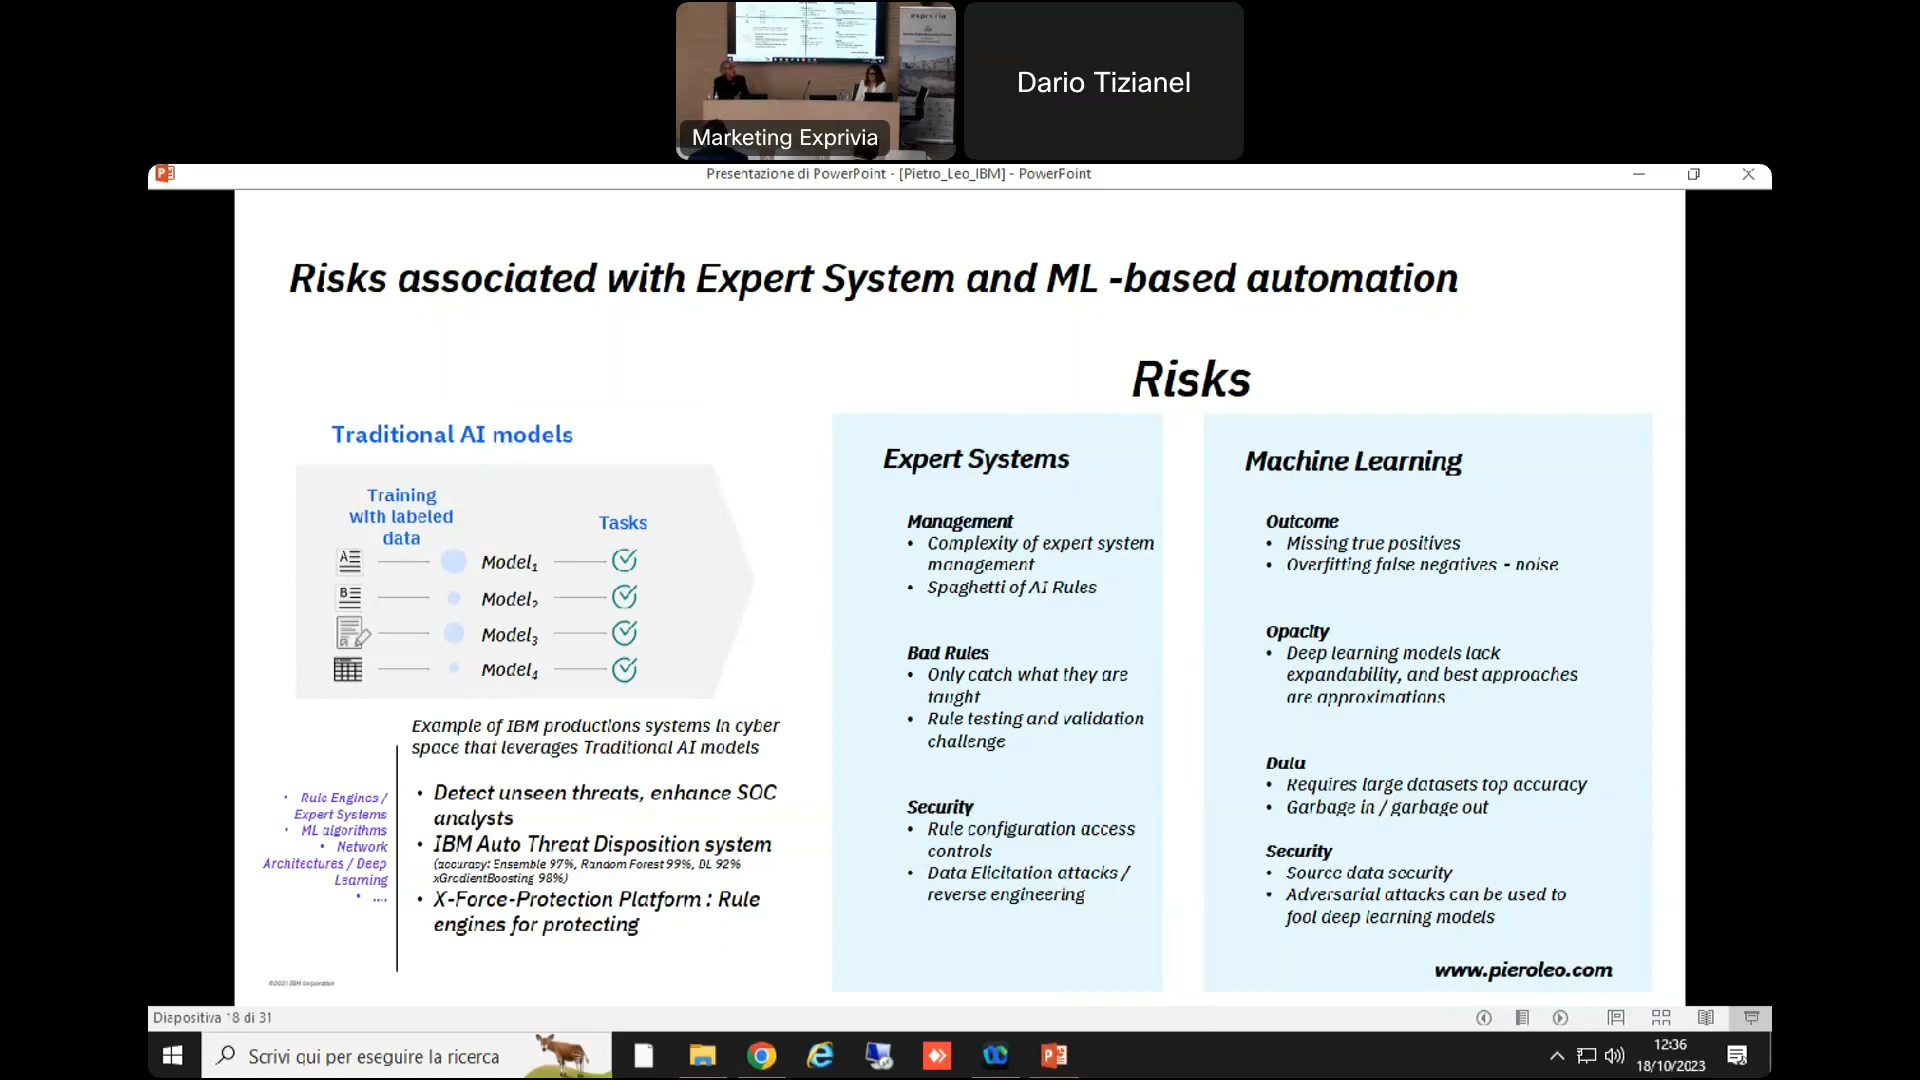 exprivia
Marketing Exprivia
Dario Tizianel
Presentazione di PowerPoint - [Pietro_Leo_IBM] - PowerPoint
Risks associated with Expert System and ML -based automation
Risks
Traditional AI models
Training
with labeled
data
Tasks
A
Model1
B
Model2
Model3
Model4
Example of IBM productions systems in cyber
space that leverages Traditional AI models
• Rule Engines /
Expert Systems
• ML algorithms
• Network
Architectures / Deep
Learning
• ....
• Detect unseen threats, enhance SOC
analysts
• IBM Auto Threat Disposition system
(accuracy: Ensemble 97%, Random Forest 99%, DL 92%
xGradientBoosting 98%)
• X-Force-Protection Platform : Rule
engines for protecting
Expert Systems
Management
• Complexity of expert system
management
• Spaghetti of AI Rules
Bad Rules
• Only catch what they are
taught
• Rule testing and validation
challenge
Security
• Rule configuration access
controls
• Data Elicitation attacks /
reverse engineering
Machine Learning
Outcome
• Missing true positives
• Overfitting false negatives - noise
Opacity
• Deep learning models lack
expandability, and best approaches
are approximations
Data
• Requires large datasets top accuracy
• Garbage in / garbage out
Security
• Source data security
• Adversarial attacks can be used to
fool deep learning models
www.pieroleo.com
IBM Corporation
Diapositiva 18 di 31
Scrivi qui per eseguire la ricerca
12:36
18/10/2023